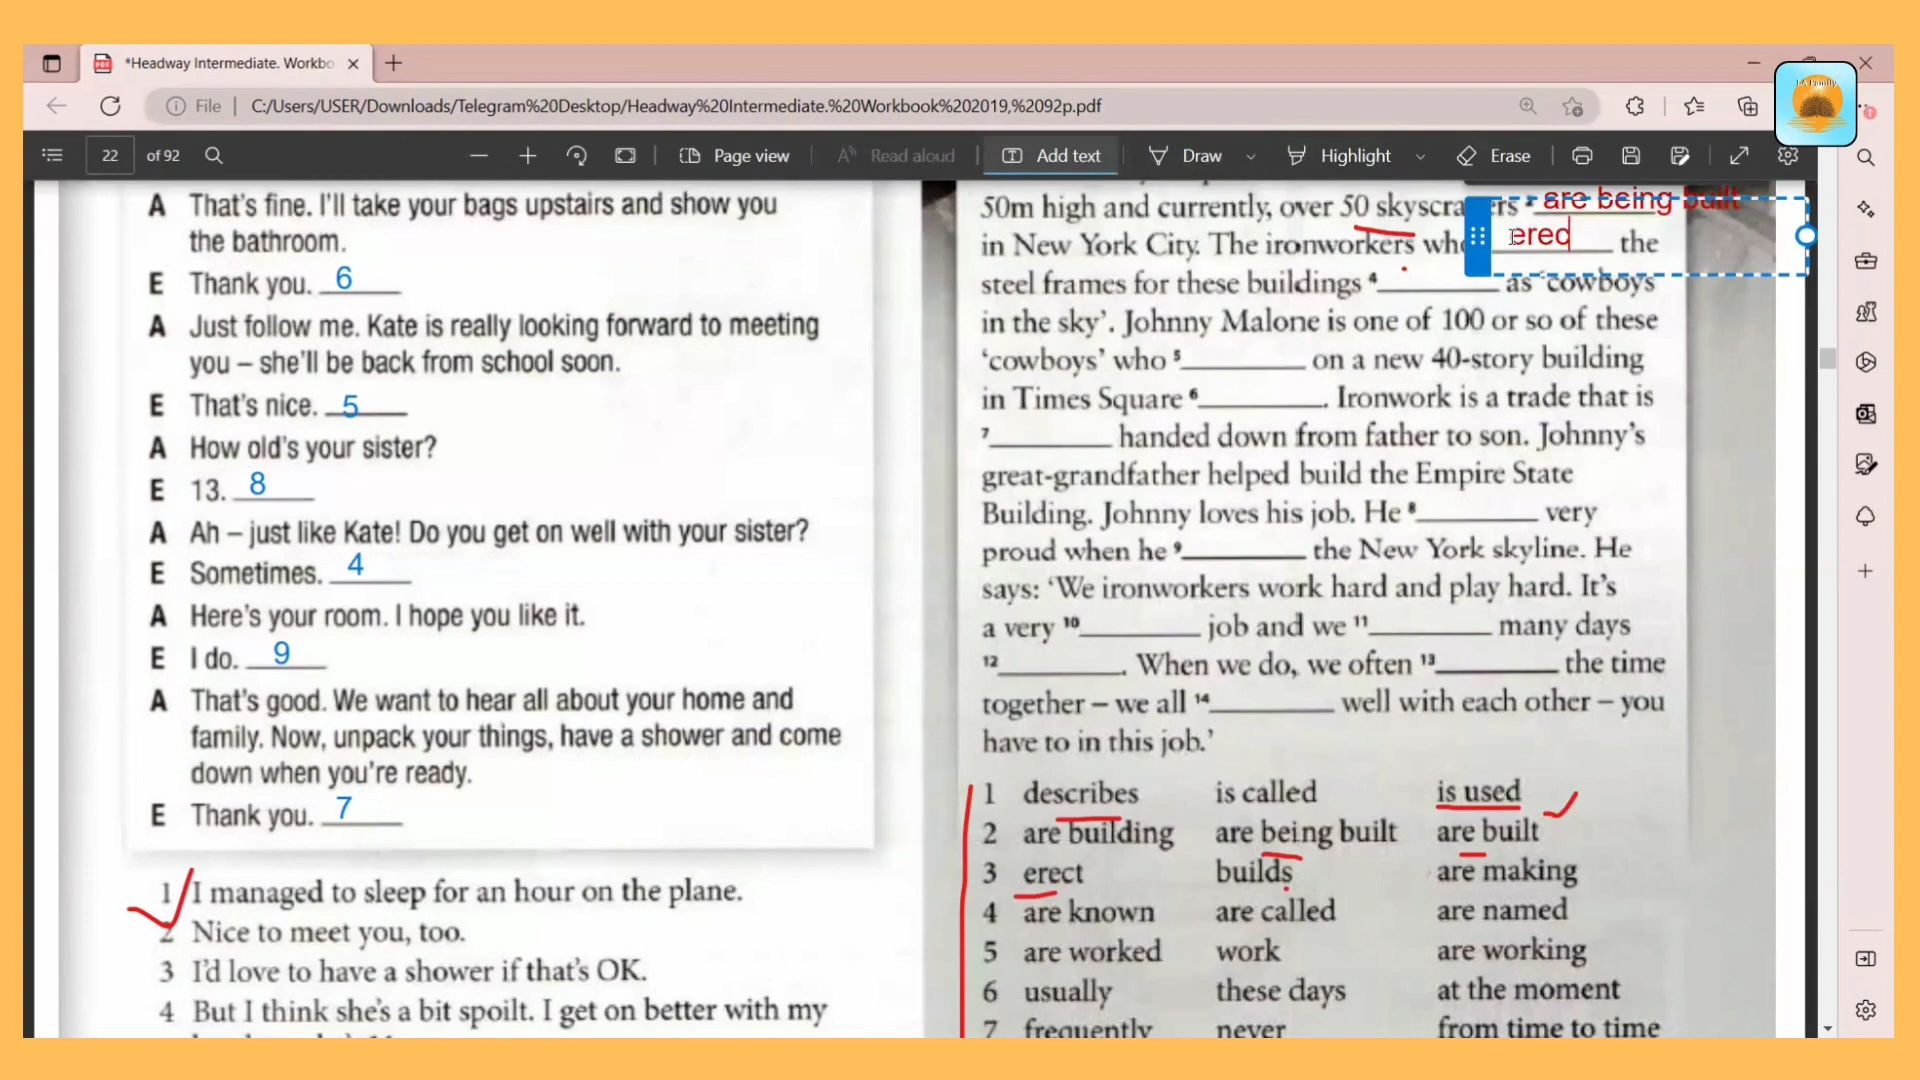 *Headway Intermediate. Workbo
File
C:/Users/USER/Downloads/Telegram%20Desktop/Headway%20Intermediate.%20Workbook%202019,%2092p.pdf
22 of 92
Page view
Read aloud
Add text
Draw
Highlight
Erase
A That's fine. I'll take your bags upstairs and show you
the bathroom.
E Thank you. 6
A Just follow me. Kate is really looking forward to meeting
you – she'll be back from school soon.
E That's nice. 5
A How old's your sister?
E 13. 8
A Ah – just like Kate! Do you get on well with your sister?
E Sometimes. 4
A Here's your room. I hope you like it.
E I do. 9
A That's good. We want to hear all about your home and
family. Now, unpack your things, have a shower and come
down when you're ready.
E Thank you. 7
1 I managed to sleep for an hour on the plane.
2 Nice to meet you, too.
3 I'd love to have a shower if that's OK.
4 But I think she's a bit spoilt. I get on better with my
50m high and currently, over 50 skyscrapers ² are being built
in New York City. The ironworkers who ered the
steel frames for these buildings ⁴________ as 'cowboys
in the sky'. Johnny Malone is one of 100 or so of these
'cowboys' who ⁵________ on a new 40-story building
in Times Square ⁶________. Ironwork is a trade that is
⁷________ handed down from father to son. Johnny's
great-grandfather helped build the Empire State
Building. Johnny loves his job. He ⁸________ very
proud when he ⁹________ the New York skyline. He
says: 'We ironworkers work hard and play hard. It's
a very ¹⁰________ job and we ¹¹________ many days
¹²________. When we do, we often ¹³________ the time
together – we all ¹⁴________ well with each other – you
have to in this job.'
1 describes is called is used
2 are building are being built are built
3 erect builds are making
4 are known are called are named
5 are worked work are working
6 usually these days at the moment
7 frequently never from time to time